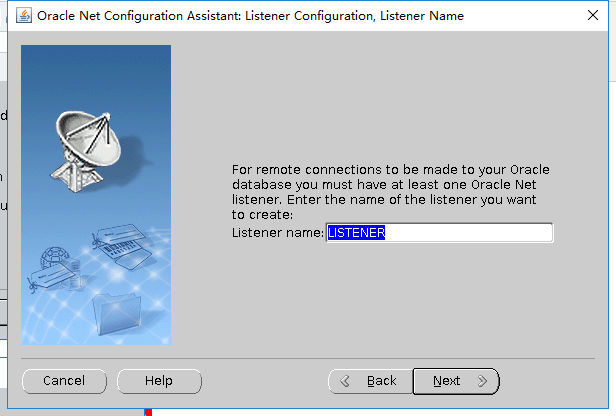 Oracle Net Configuration Assistant: Listener Configuration, Listener Name
For remote connections to be made to your Oracle
database you must have at least one Oracle Net
listener. Enter the name of the listener you want
to create:
Listener name: LISTENER
Cancel Help Back Next